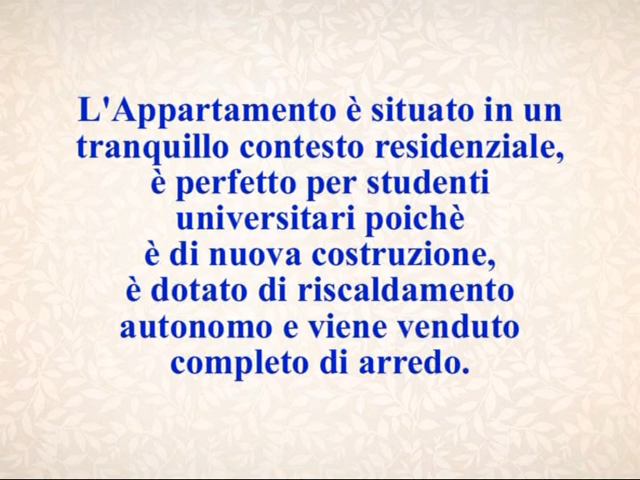 L'Appartamento è situato in un
tranquillo contesto residenziale,
è perfetto per studenti
universitari poichè
è di nuova costruzione,
è dotato di riscaldamento
autonomo e viene venduto
completo di arredo.